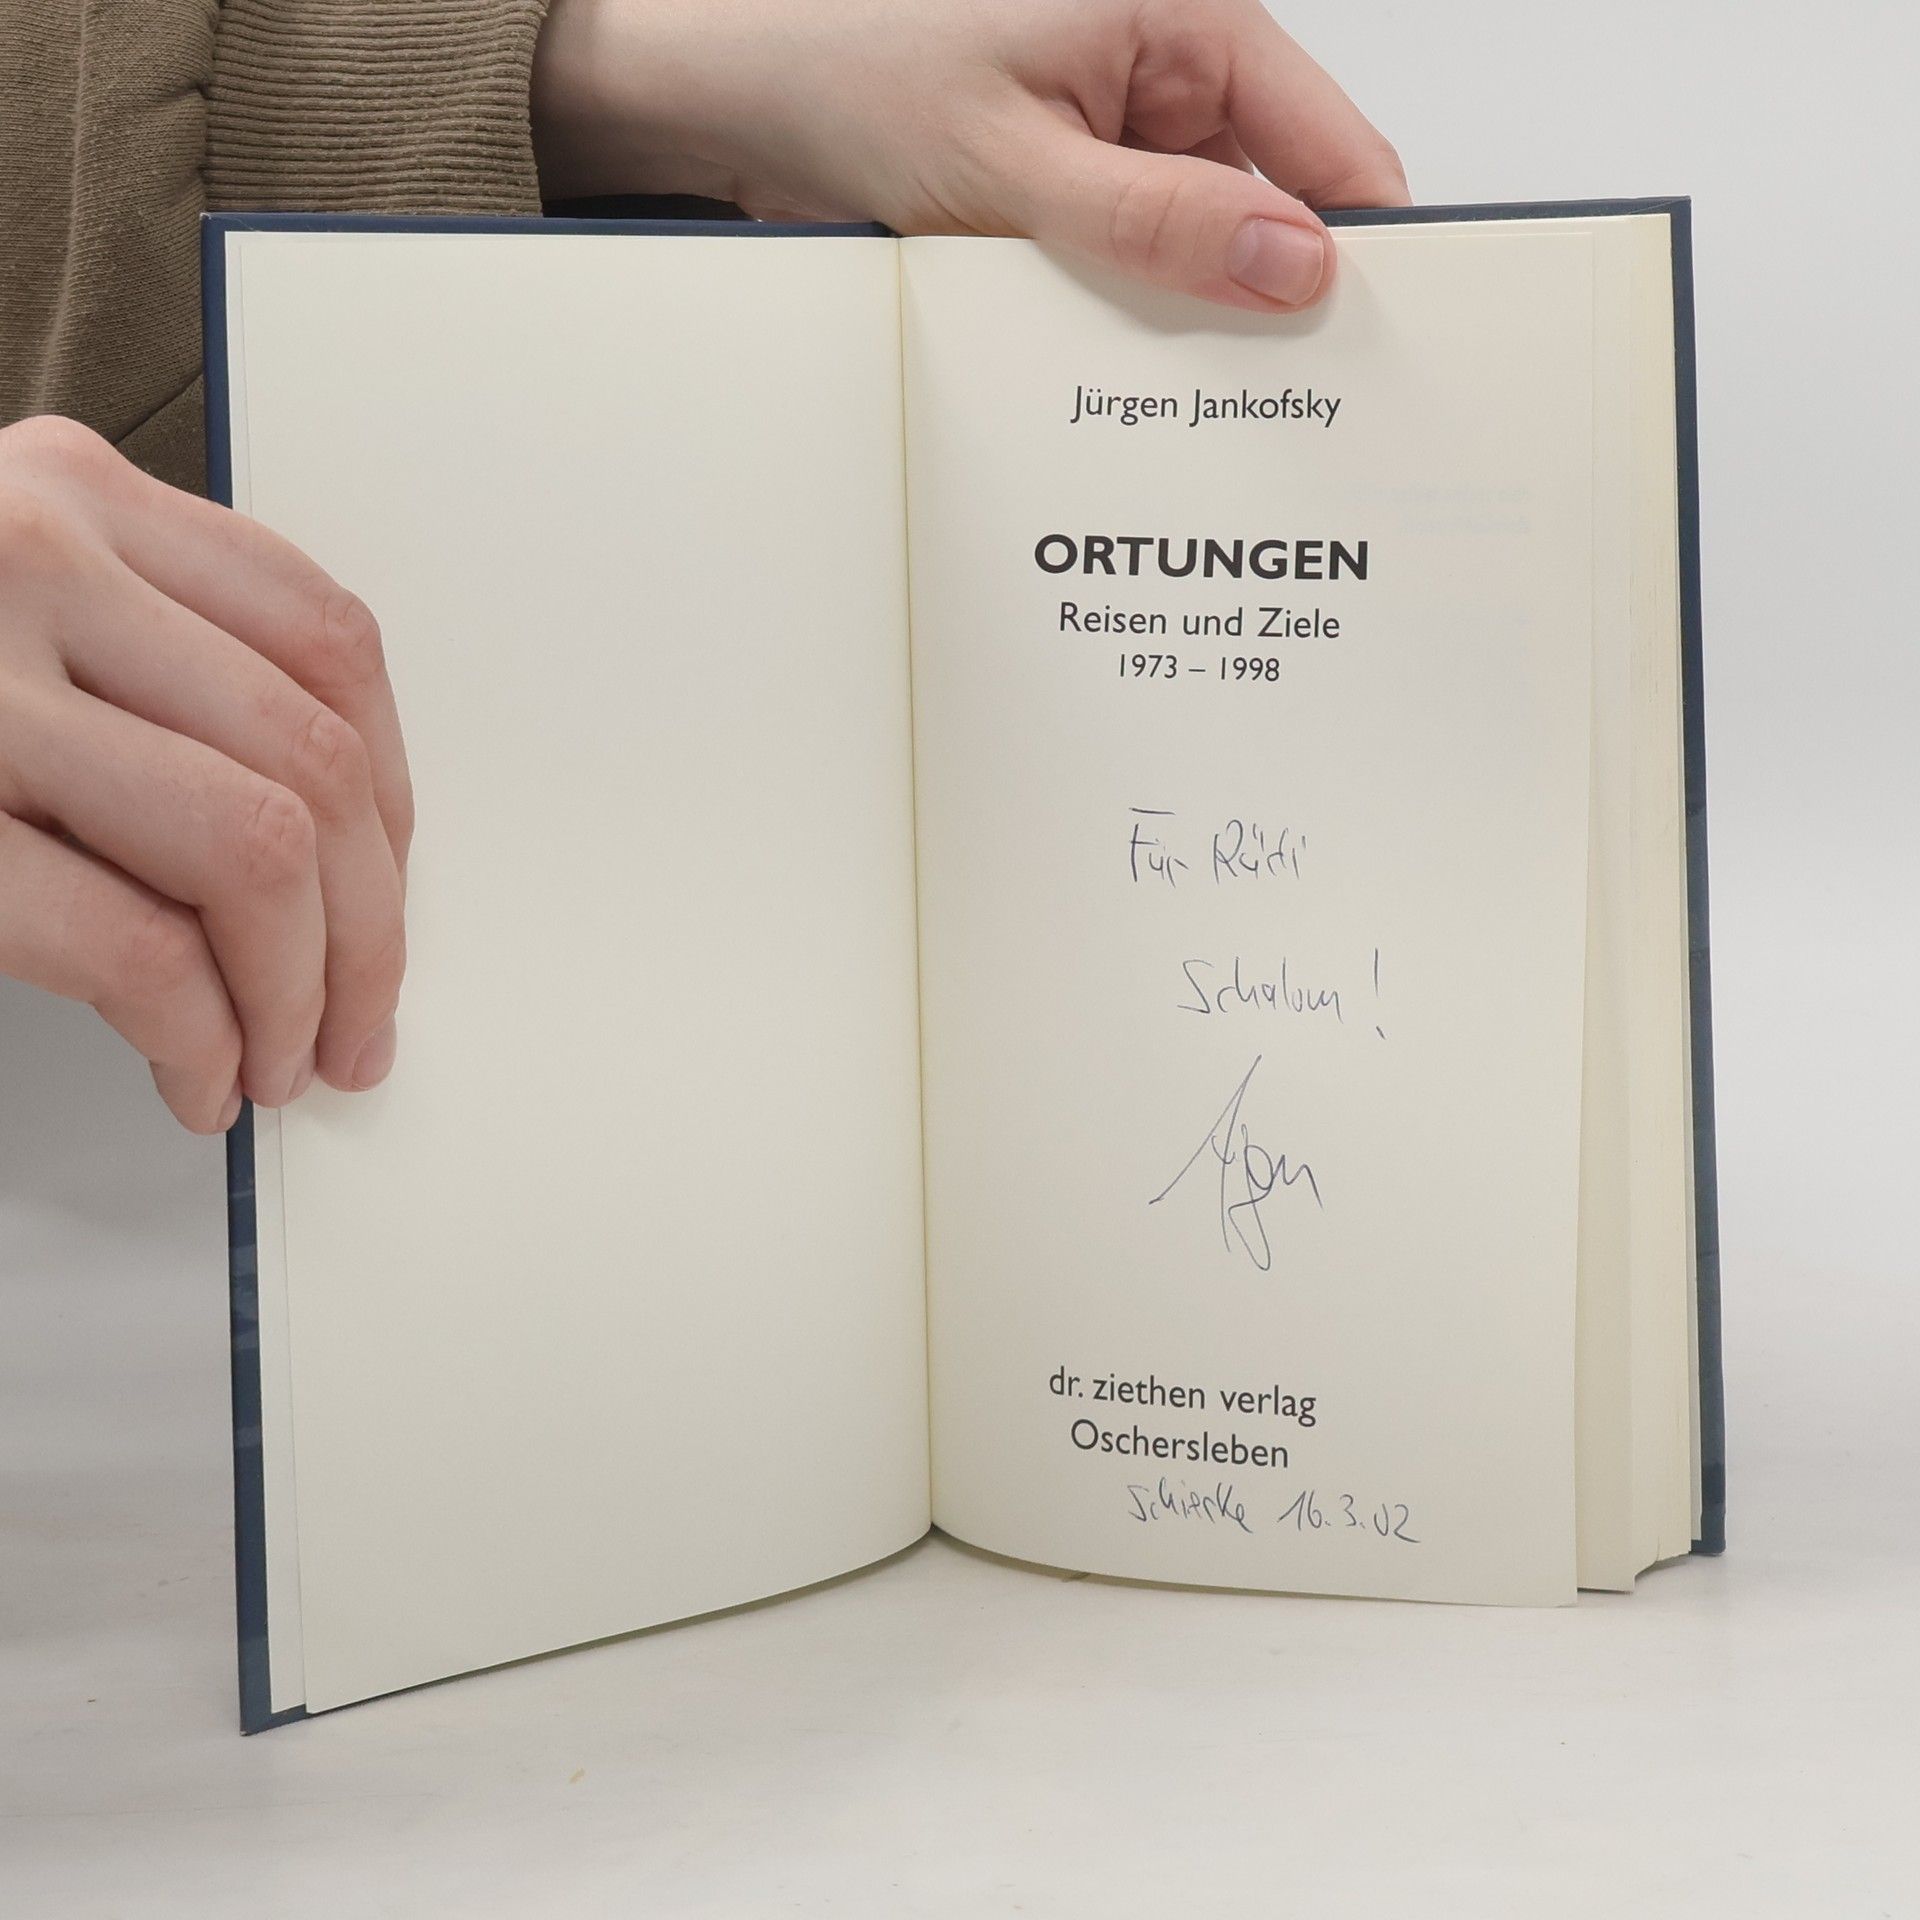 Jürgen Jankofsky
ORTUNGEN
Reisen und Ziele
1973 – 1998
Für Rüdi
Schalom!
dr. ziethen verlag
Oschersleben
Schierke 16.3.02